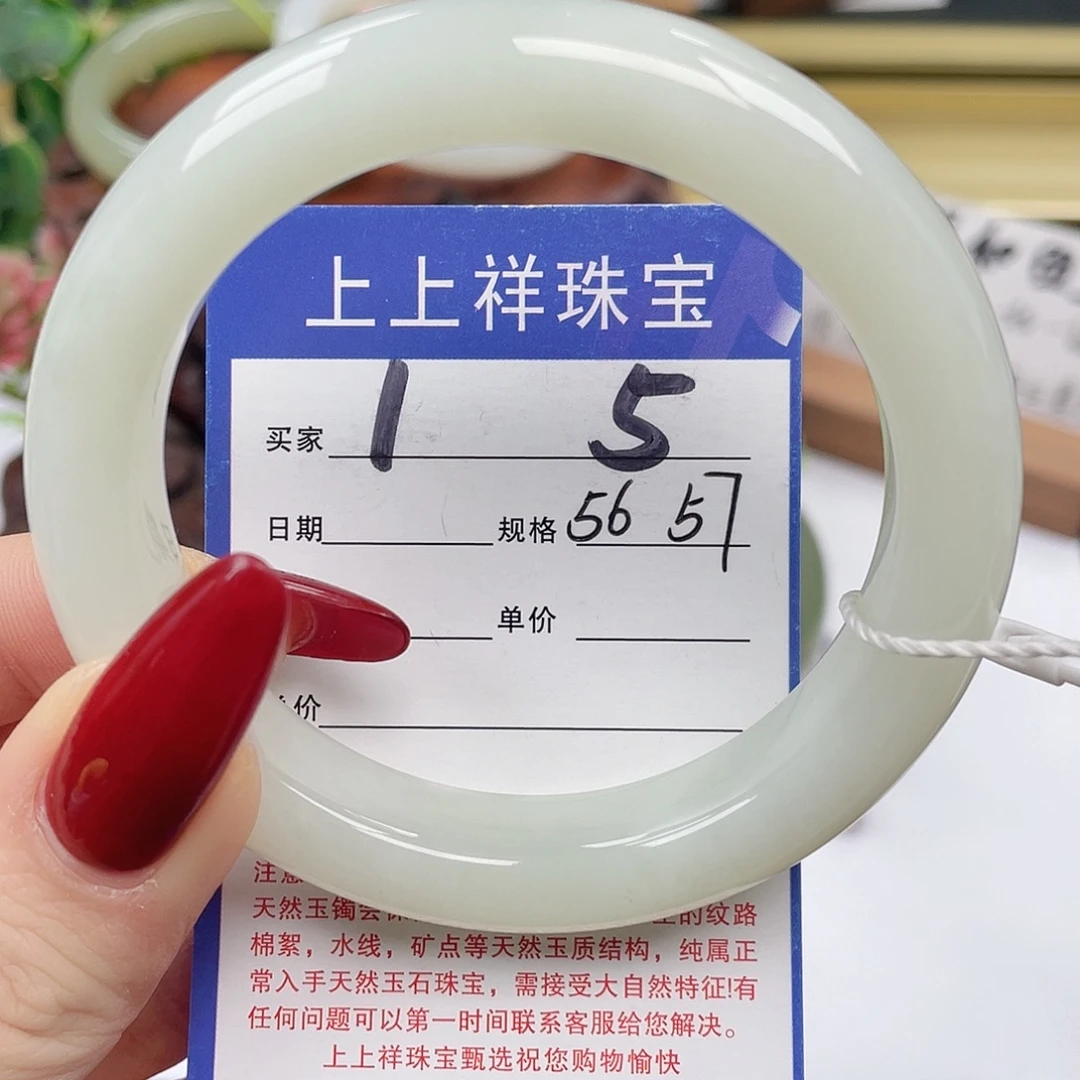 上上祥珠宝
买家 1 5
日期 规格 56 57
单价
价
注意
天然玉镯会 的纹路
棉絮，水线，矿点等天然玉质结构，纯属正
常入手天然玉石珠宝，需接受大自然特征!有
任何问题可以第一时间联系客服给您解决。
上上祥珠宝甄选祝您购物愉快